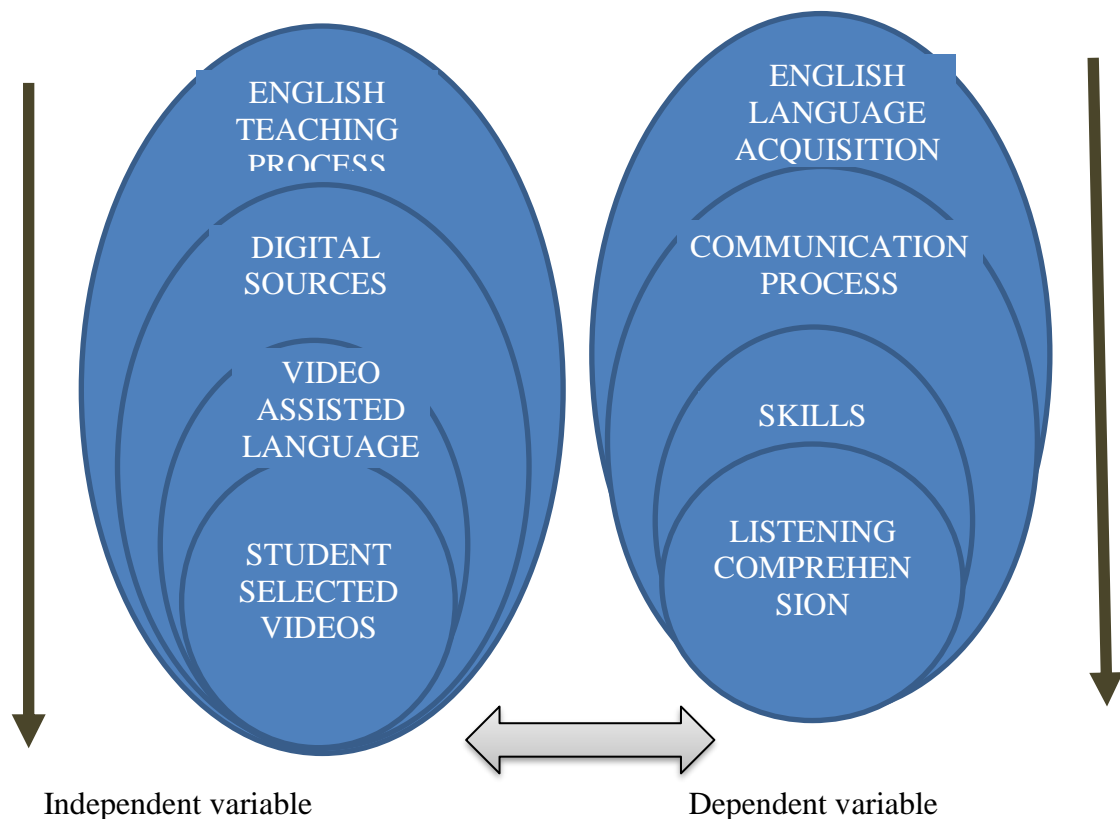 ENGLISH
TEACHING
PROCESS
DIGITAL
SOURCES
VIDEO
ASSISTED
LANGUAGE
STUDENT
SELECTED
VIDEOS
ENGLISH
LANGUAGE
ACQUISITION
COMMUNICATION
PROCESS
SKILLS
LISTENING
COMPREHEN
SION
Independent variable
Dependent variable